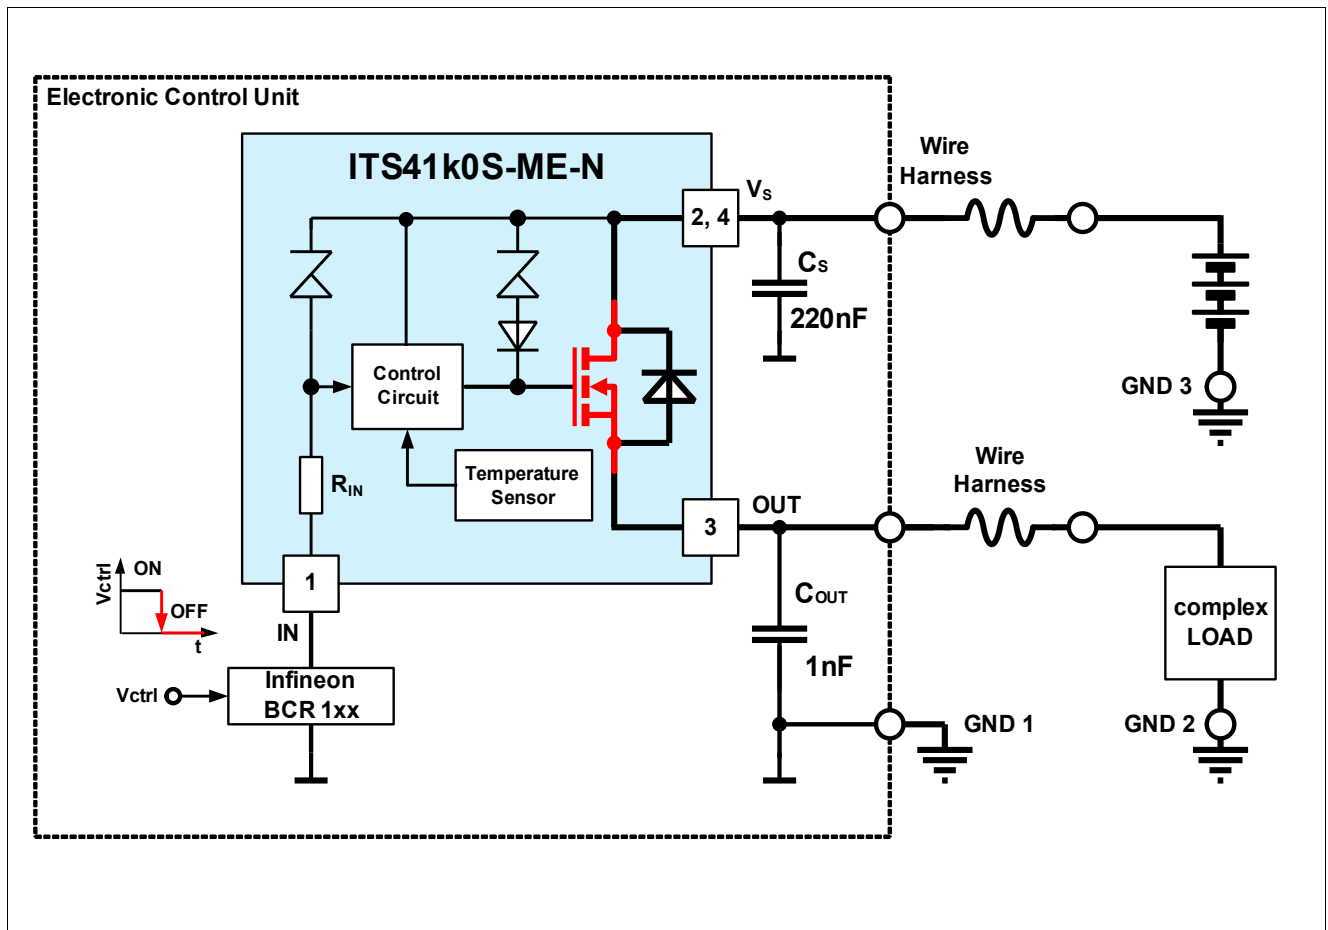 Electronic Control Unit
ITS41k0S-ME-N
Wire
Harness
VS
2, 4
CS
220nF
Control
Circuit
GND 3
Temperature
Sensor
RIN
Wire
Harness
OUT
3
Vctrl
ON
OFF
t
1
IN
COUT
1nF
complex
LOAD
Infineon
BCR 1xx
Vctrl
GND 1
GND 2